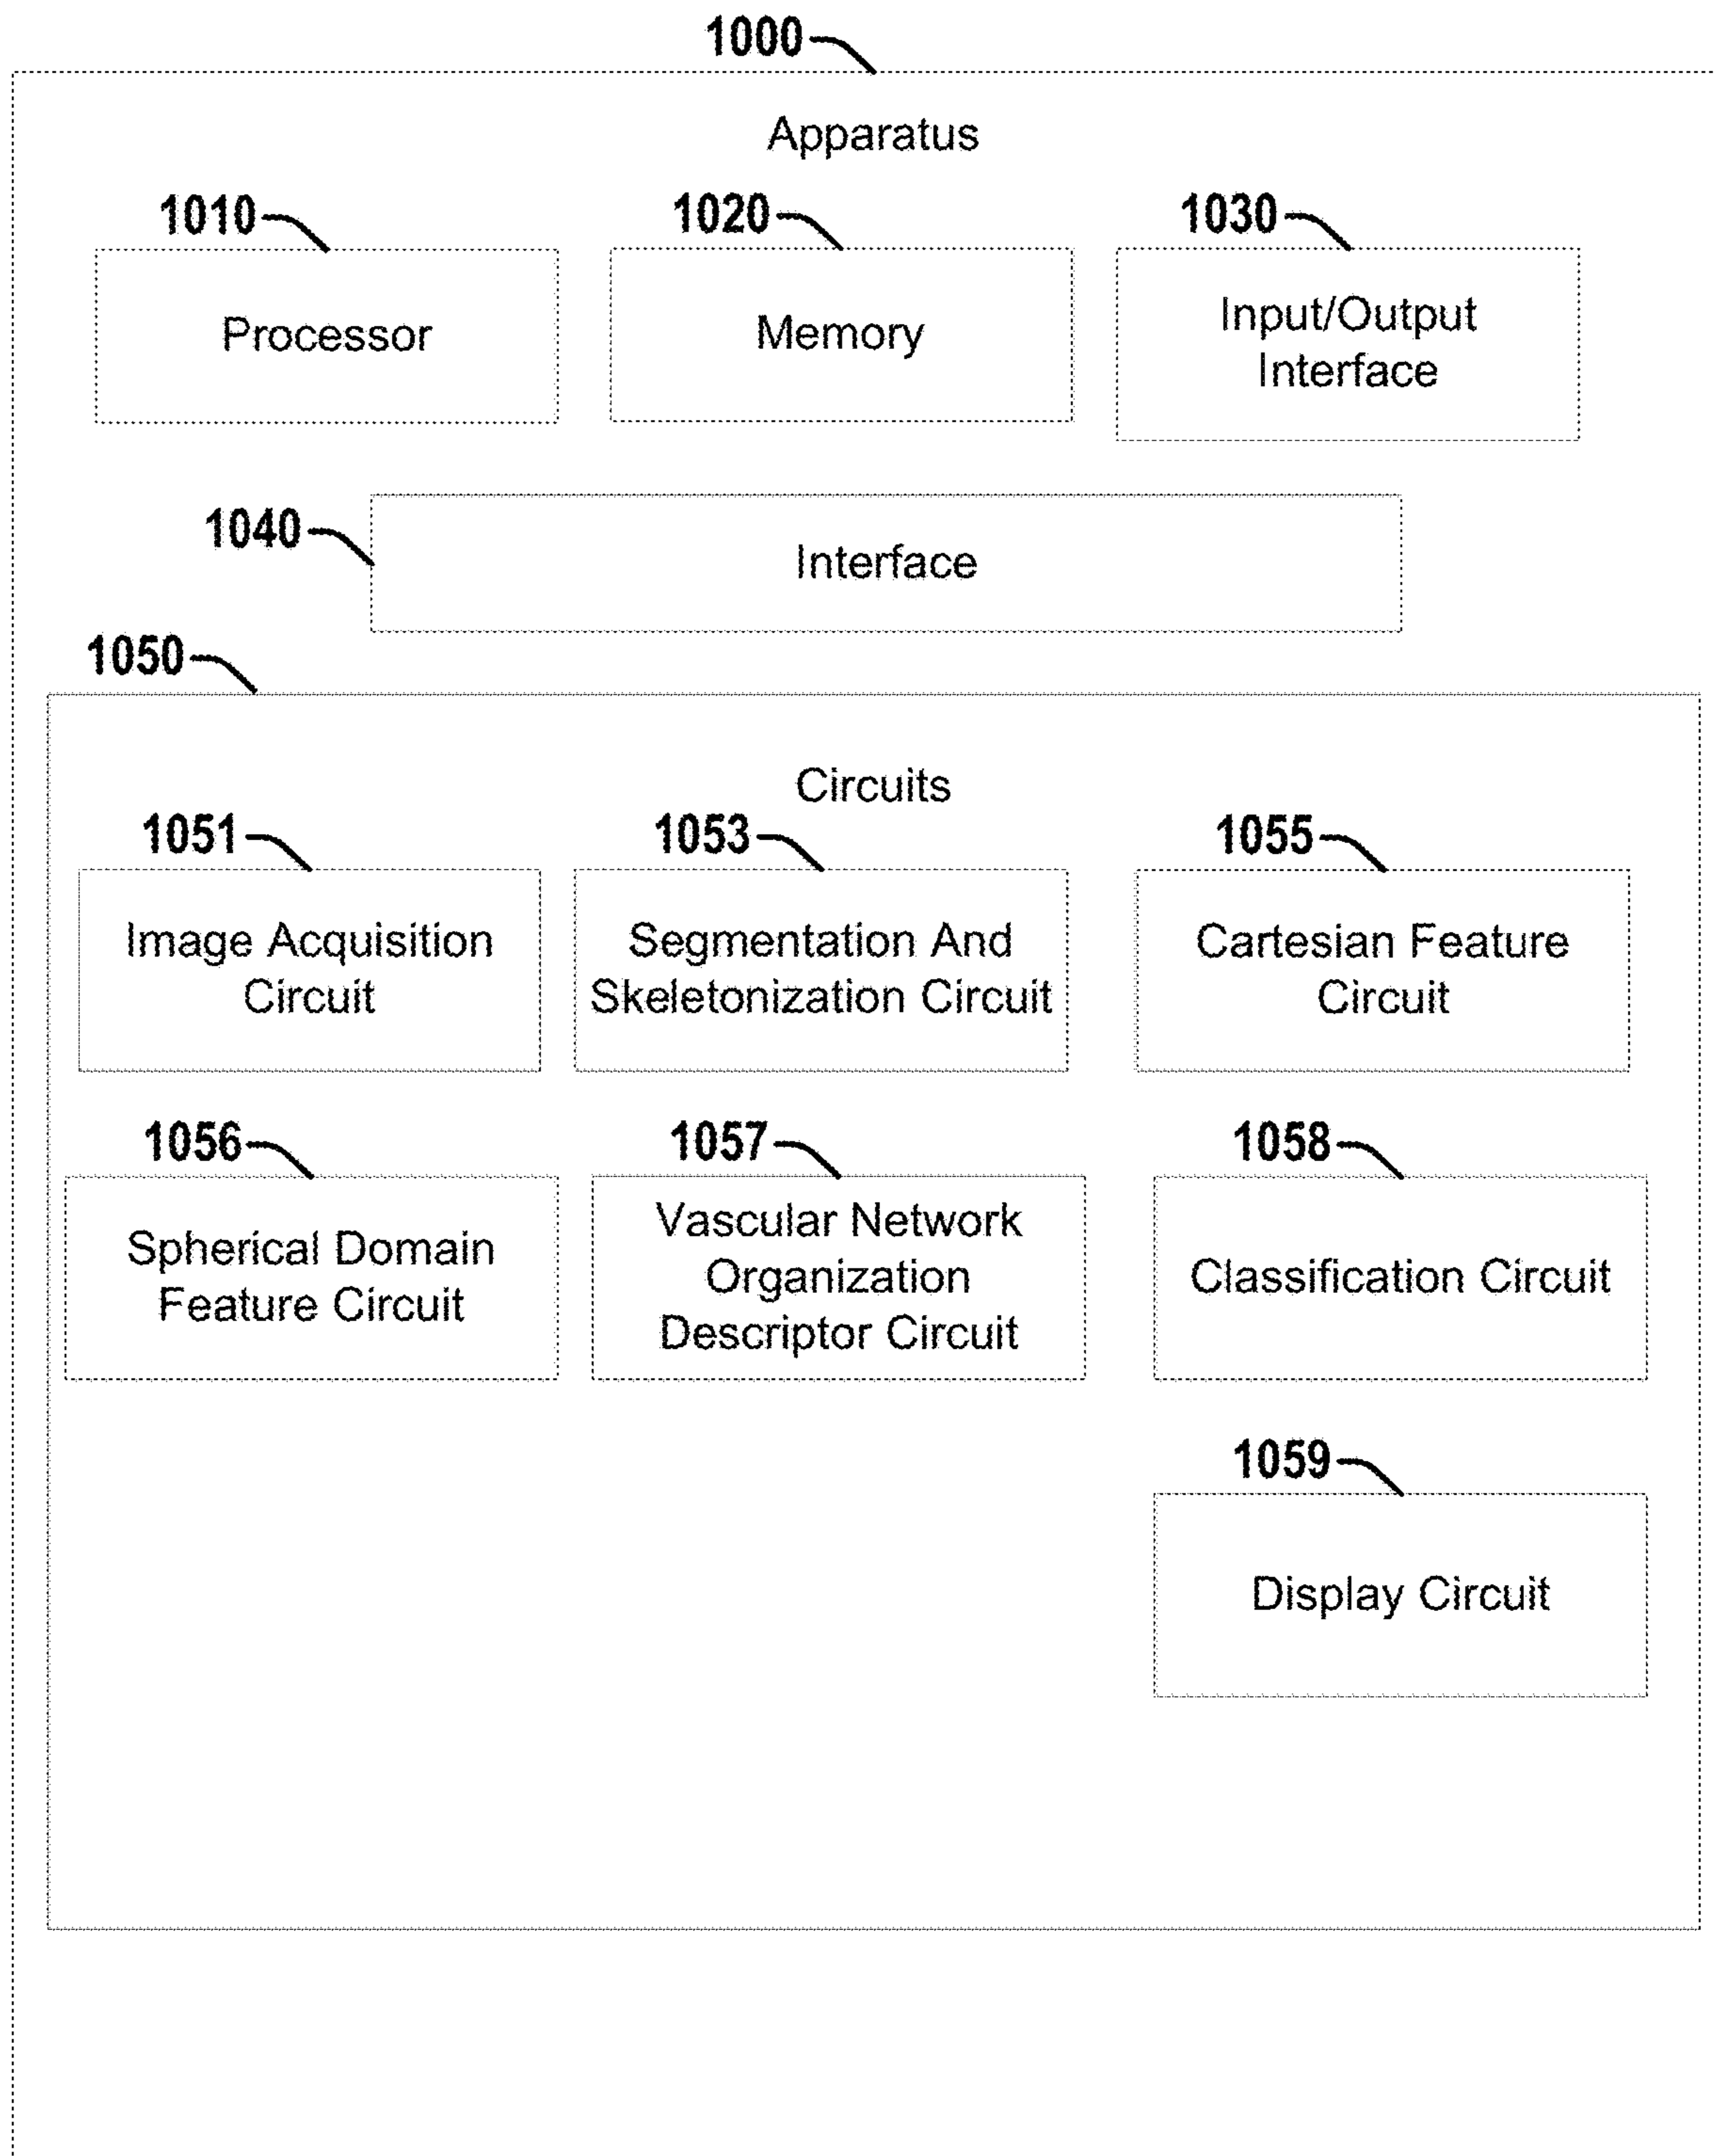 1000
Apparatus
1010
1020
1030
Processor
Memory
Input/Output
Interface
1040
Interface
1050
Circuits
1051
1053
1055
Image Acquisition
Circuit
Segmentation And
Skeletonization Circuit
Cartesian Feature
Circuit
1056
1057
1058
Spherical Domain
Feature Circuit
Vascular Network
Organization
Descriptor Circuit
Classification Circuit
1059
Display Circuit